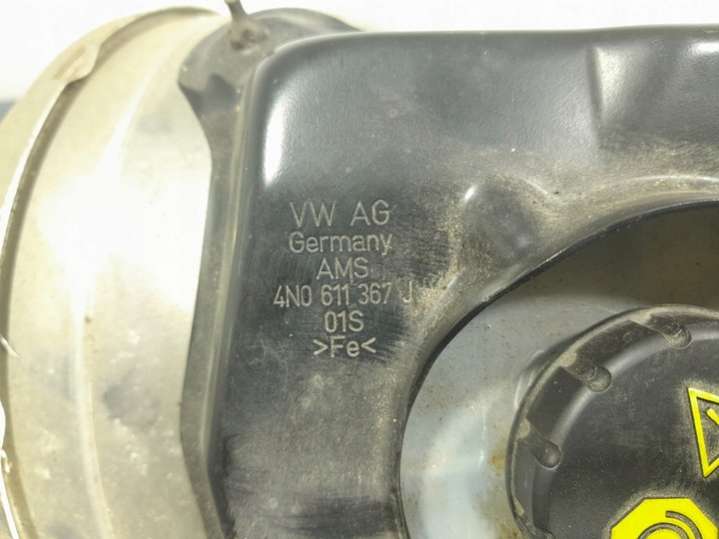 VW AG
Germany
AMS
4N0 611 367 J
01S
>Fe<